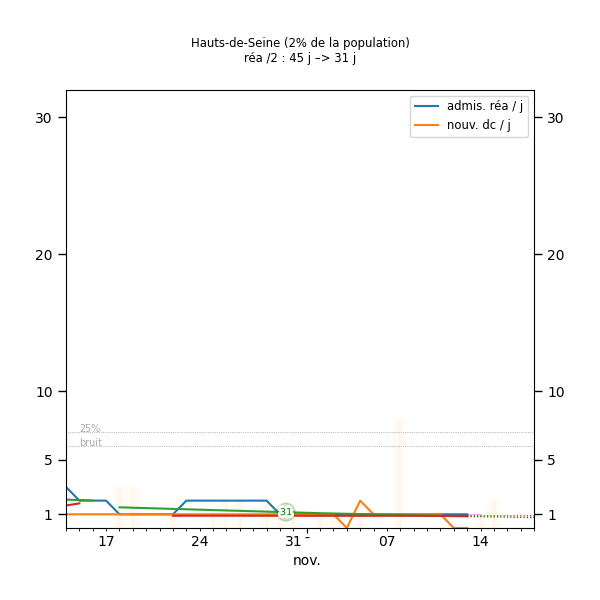 Hauts-de-Seine (2% de la population)
réa /2 : 45 j –> 31 j
admis. réa / j
nouv. dc / j
30 30
20 20
10 10
25%
bruit
5 5
31
1 1
17 24 31 07 14
nov.